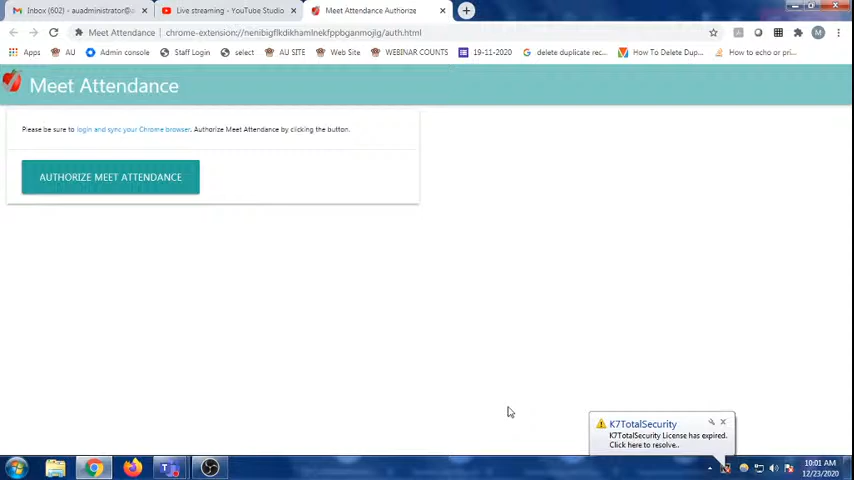 Inbox (602) - auadministrator@a
Live streaming - YouTube Studio
Meet Attendance Authorize
Meet Attendance | chrome-extension://nenibigflkdikhamlnekfppbganmojlg/auth.html
Apps AU Admin console Staff Login select AU SITE Web Site WEBINAR COUNTS 19-11-2020 delete duplicate rec... How To Delete Dup... How to echo or pri...
Meet Attendance
Please be sure to login and sync your Chrome browser. Authorize Meet Attendance by clicking the button.
AUTHORIZE MEET ATTENDANCE
K7TotalSecurity
K7TotalSecurity License has expired.
Click here to resolve..
10:01 AM
12/23/2020